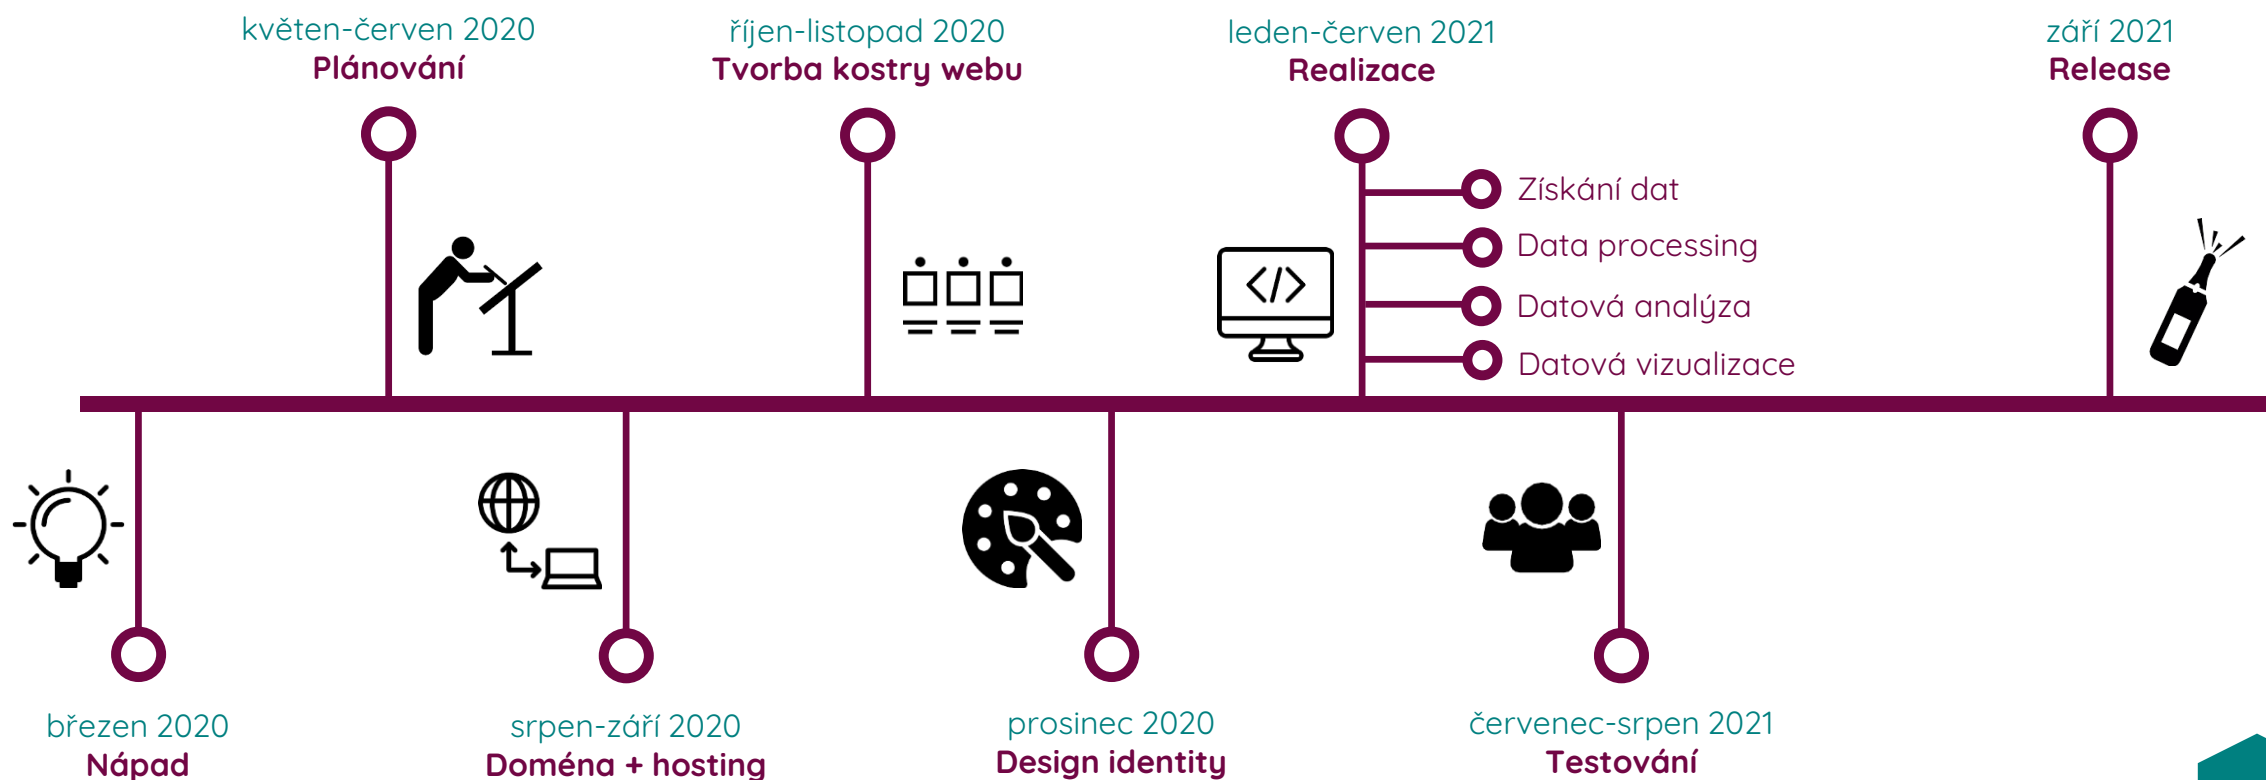 květen-červen 2020
Plánování
říjen-listopad 2020
Tvorba kostry webu
leden-červen 2021
Realizace
září 2021
Release
Získání dat
Data processing
Datová analýza
Datová vizualizace
březen 2020
Nápad
srpen-září 2020
Doména + hosting
prosinec 2020
Design identity
červenec-srpen 2021
Testování